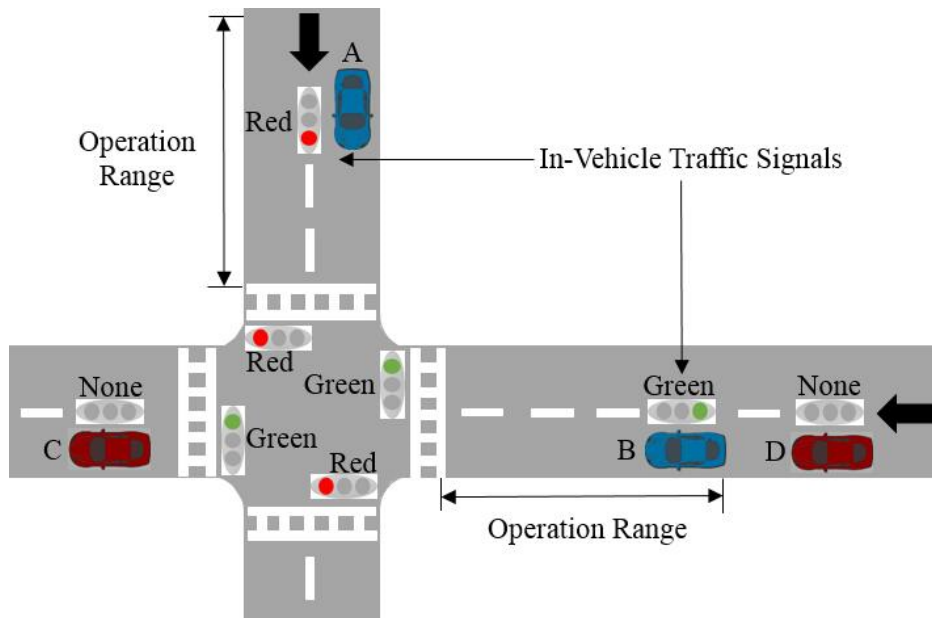 A
Red
Operation
Range
In-Vehicle Traffic Signals
Red
Green
None
Green
None
C
Green
B
D
Red
Operation Range